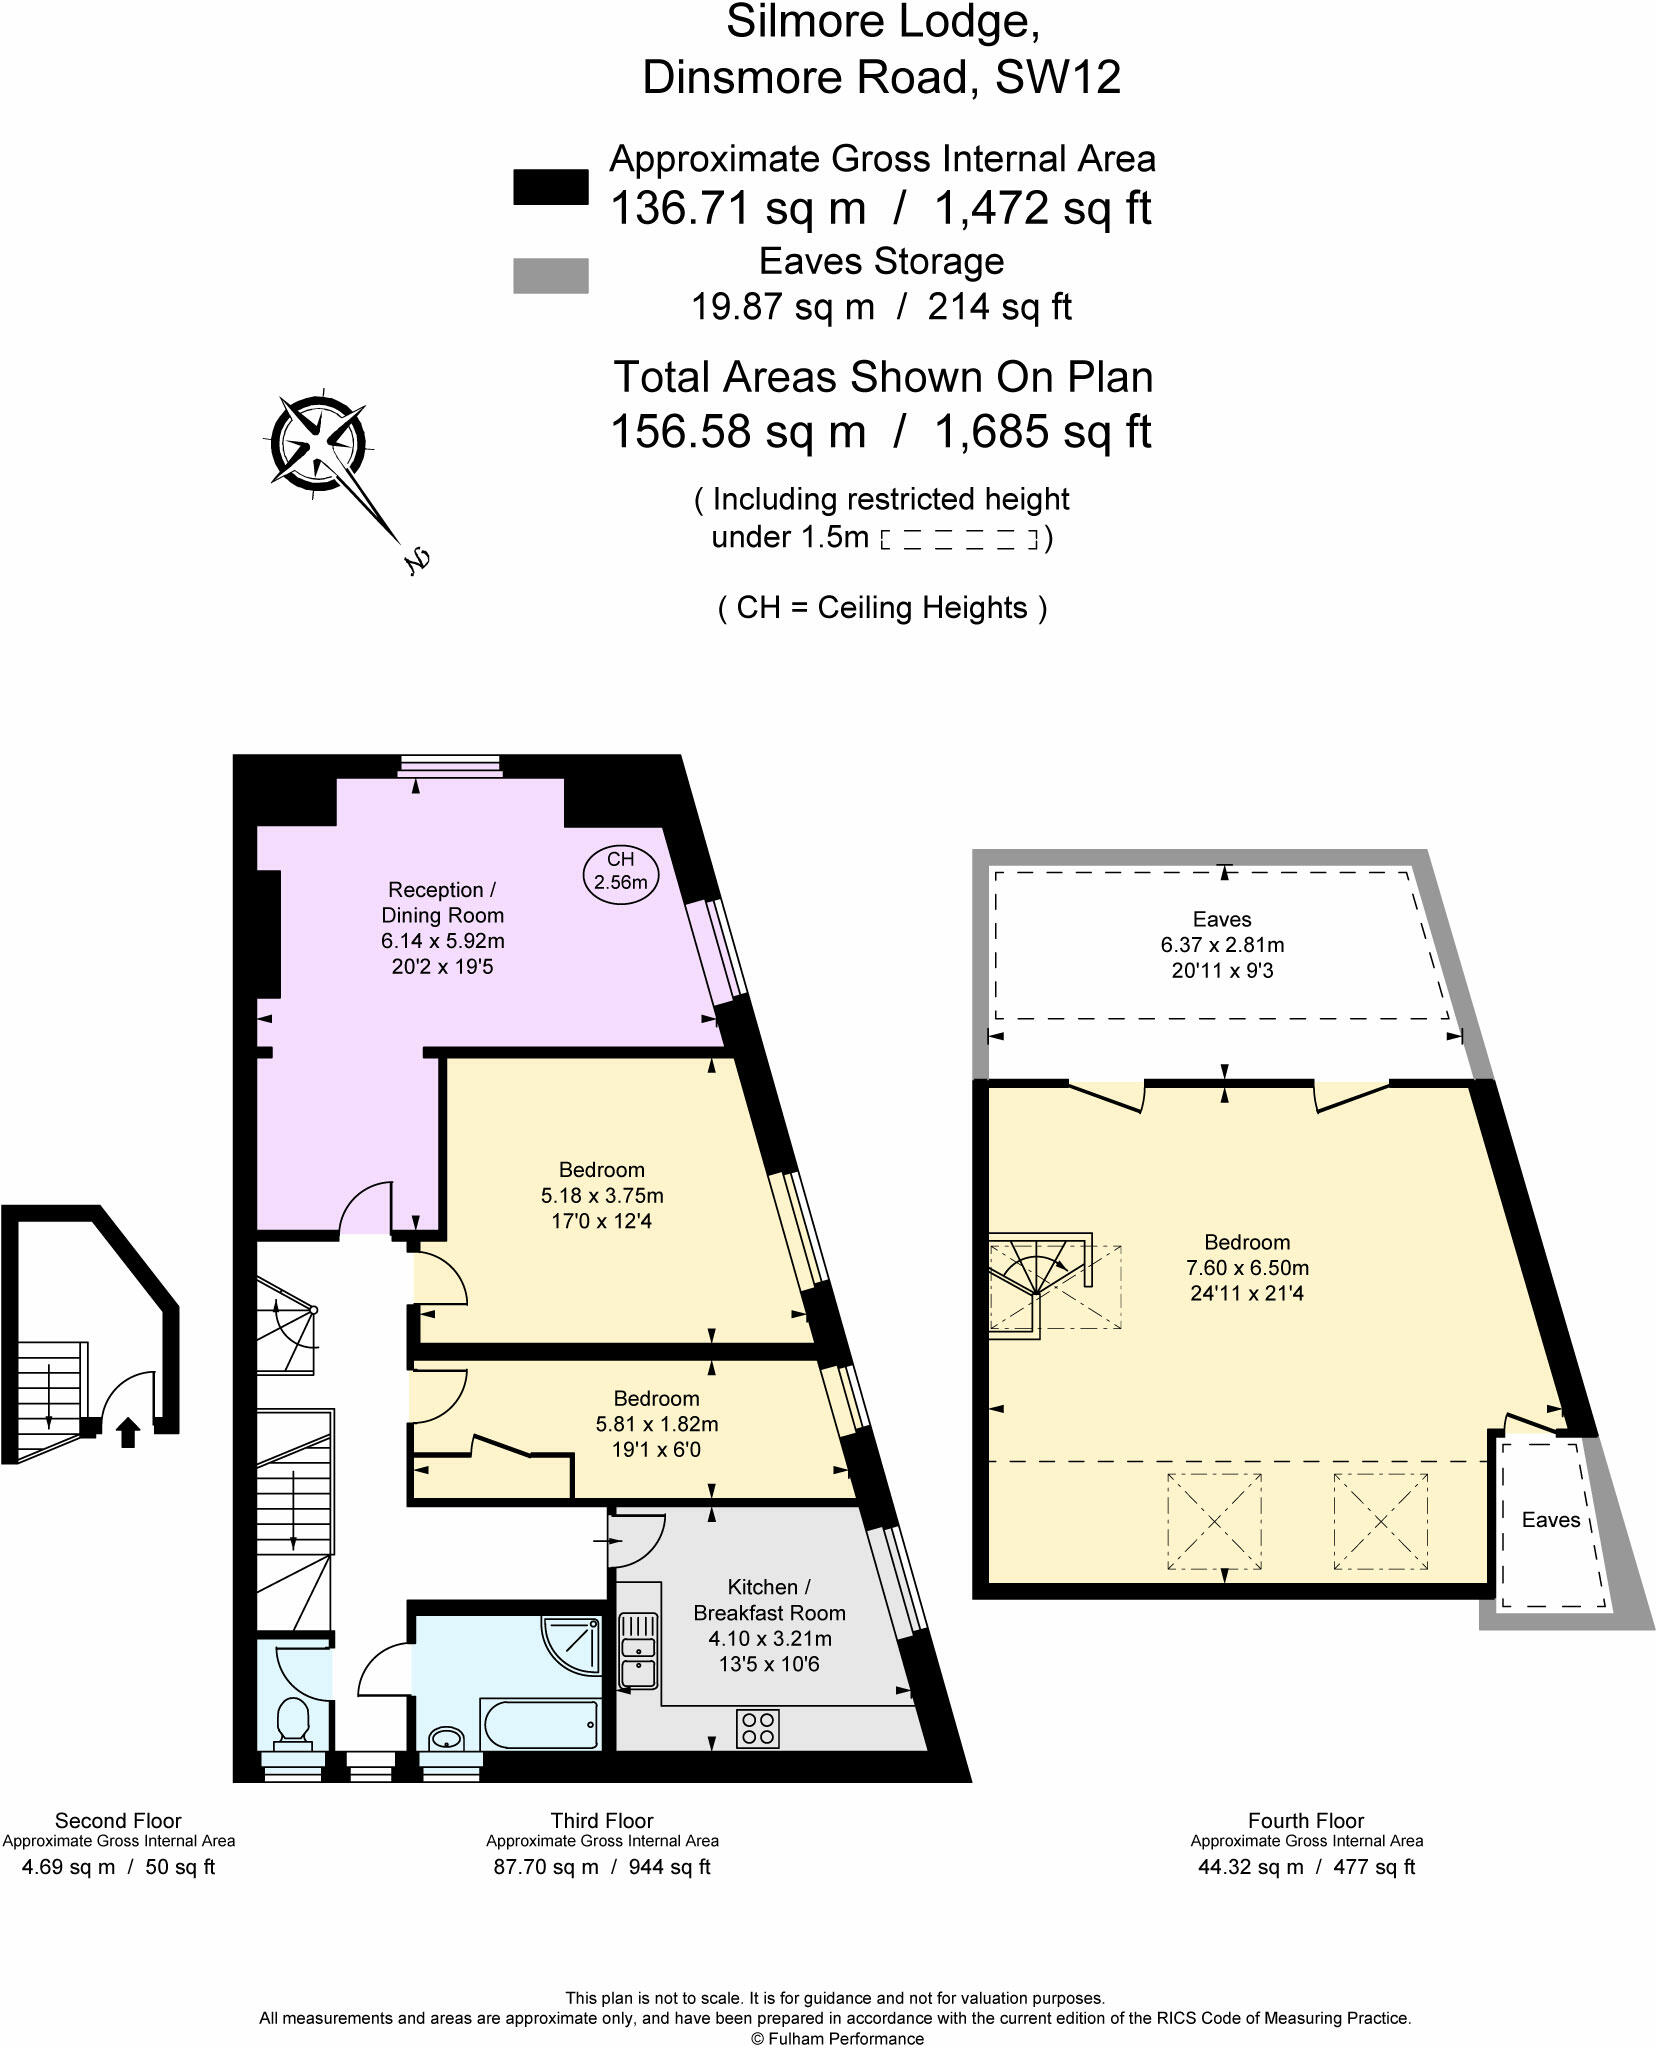 Silmore Lodge,
Dinsmore Road, SW12
Approximate Gross Internal Area
136.71 sq m / 1,472 sq ft
Eaves Storage
19.87 sq m / 214 sq ft
Total Areas Shown On Plan
156.58 sq m / 1,685 sq ft
( Including restricted height
under 1.5m )
( CH = Ceiling Heights )
N
CH
2.56m
Reception /
Dining Room
6.14 x 5.92m
20'2 x 19'5
Bedroom
5.18 x 3.75m
17'0 x 12'4
Bedroom
5.81 x 1.82m
19'1 x 6'0
Kitchen /
Breakfast Room
4.10 x 3.21m
13'5 x 10'6
Eaves
6.37 x 2.81m
20'11 x 9'3
Bedroom
7.60 x 6.50m
24'11 x 21'4
Eaves
Second Floor
Approximate Gross Internal Area
4.69 sq m / 50 sq ft
Third Floor
Approximate Gross Internal Area
87.70 sq m / 944 sq ft
Fourth Floor
Approximate Gross Internal Area
44.32 sq m / 477 sq ft
This plan is not to scale. It is for guidance and not for valuation purposes.
All measurements and areas are approximate only, and have been prepared in accordance with the current edition of the RICS Code of Measuring Practice.
© Fulham Performance